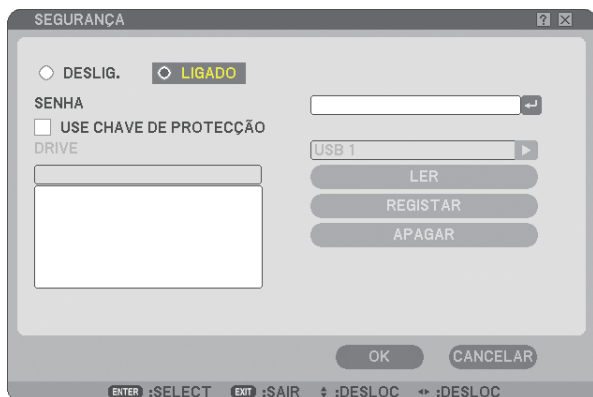 SEGURANÇA
DESLIG. LIGADO
SENHA
USE CHAVE DE PROTECÇÃO
DRIVE USB 1
LER
REGISTAR
APAGAR
OK CANCELAR
ENTER :SELECT EXIT :SAIR :DESLOC :DESLOC